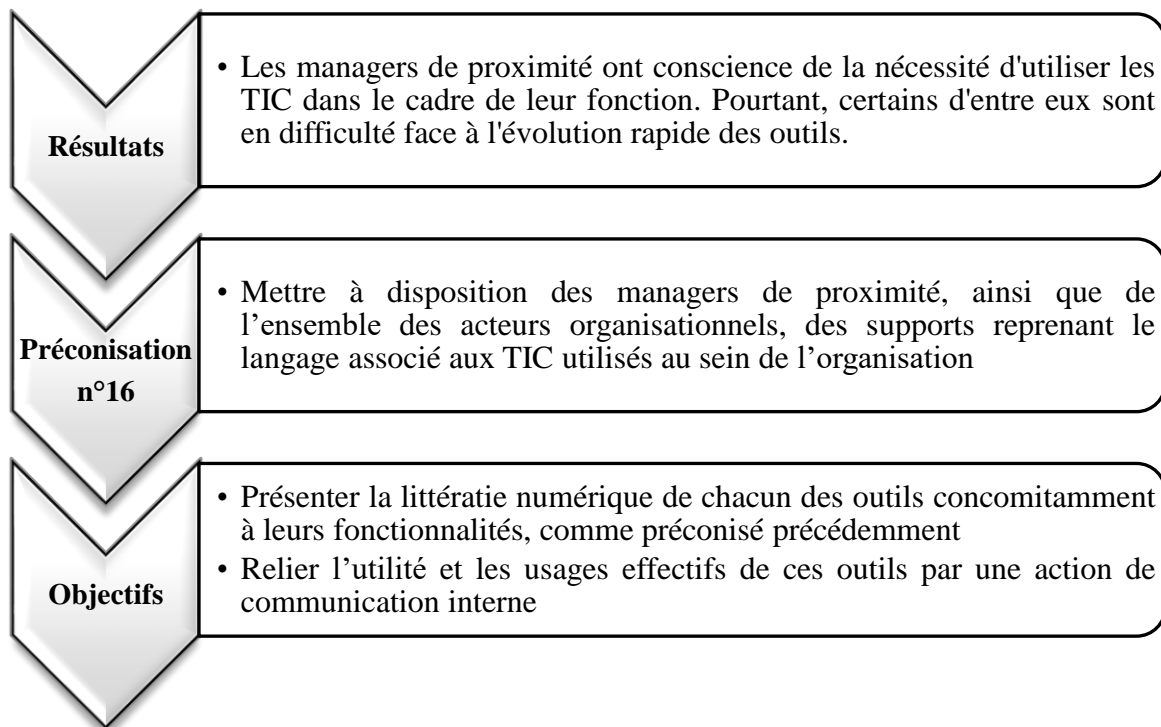 Résultats
• Les managers de proximité ont conscience de la nécessité d'utiliser les
TIC dans le cadre de leur fonction. Pourtant, certains d'entre eux sont
en difficulté face à l'évolution rapide des outils.
Préconisation
n°16
• Mettre à disposition des managers de proximité, ainsi que de
l’ensemble des acteurs organisationnels, des supports reprenant le
langage associé aux TIC utilisés au sein de l’organisation
Objectifs
• Présenter la littératie numérique de chacun des outils concomitamment
à leurs fonctionnalités, comme préconisé précédemment
• Relier l’utilité et les usages effectifs de ces outils par une action de
communication interne